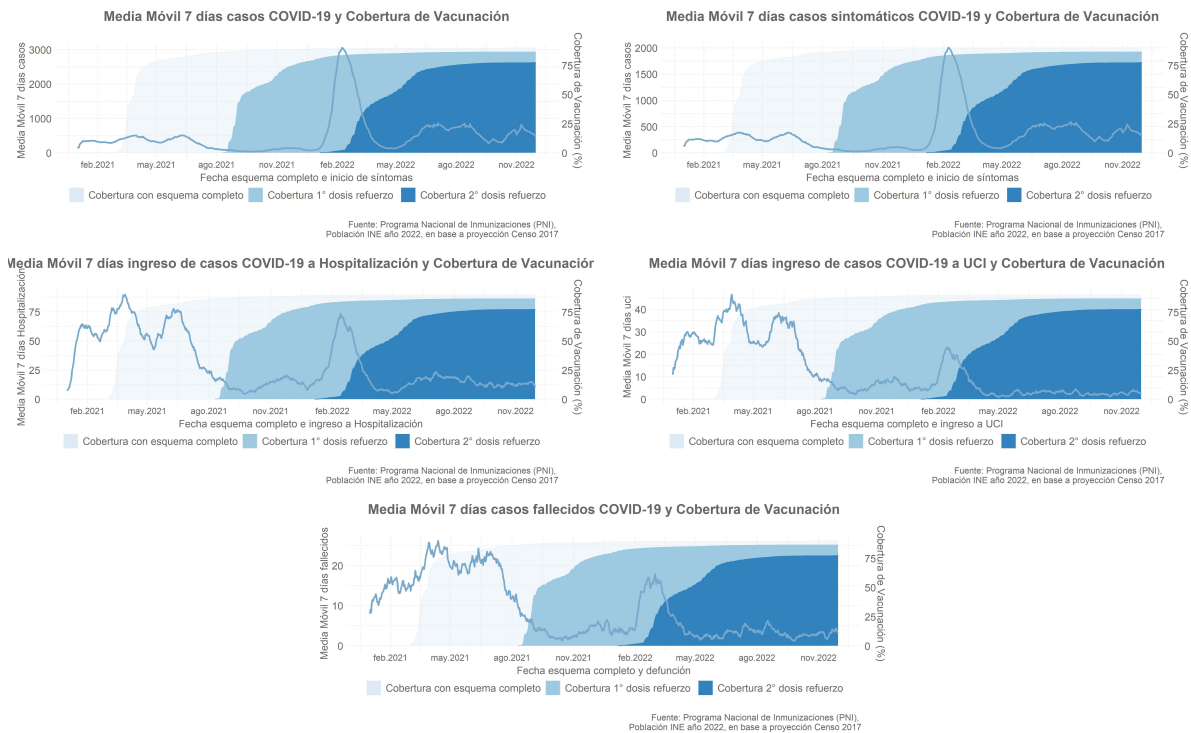 Media Móvil 7 días casos COVID-19 y Cobertura de Vacunación
Media Móvil 7 días casos
3000
2000
1000
0
Cobertura de Vacunación (%)
75
50
25
0
feb.2021 may.2021 ago.2021 nov.2021 feb.2022 may.2022 ago.2022 nov.2022
Fecha esquema completo e inicio de síntomas
Cobertura con esquema completo Cobertura 1° dosis refuerzo Cobertura 2° dosis refuerzo
Fuente: Programa Nacional de Inmunizaciones (PNI),
Población INE año 2022, en base a proyección Censo 2017
Media Móvil 7 días casos sintomáticos COVID-19 y Cobertura de Vacunación
Media Móvil 7 días casos
2000
1500
1000
500
0
Cobertura de Vacunación (%)
75
50
25
0
feb.2021 may.2021 ago.2021 nov.2021 feb.2022 may.2022 ago.2022 nov.2022
Fecha esquema completo e inicio de síntomas
Cobertura con esquema completo Cobertura 1° dosis refuerzo Cobertura 2° dosis refuerzo
Fuente: Programa Nacional de Inmunizaciones (PNI),
Población INE año 2022, en base a proyección Censo 2017
Media Móvil 7 días ingreso de casos COVID-19 a Hospitalización y Cobertura de Vacunación
Media Móvil 7 días Hospitalización
75
50
25
0
Cobertura de Vacunación (%)
75
50
25
0
feb.2021 may.2021 ago.2021 nov.2021 feb.2022 may.2022 ago.2022 nov.2022
Fecha esquema completo e ingreso a Hospitalización
Cobertura con esquema completo Cobertura 1° dosis refuerzo Cobertura 2° dosis refuerzo
Fuente: Programa Nacional de Inmunizaciones (PNI),
Población INE año 2022, en base a proyección Censo 2017
Media Móvil 7 días ingreso de casos COVID-19 a UCI y Cobertura de Vacunación
Media Móvil 7 días uci
40
30
20
10
0
Cobertura de Vacunación (%)
75
50
25
0
feb.2021 may.2021 ago.2021 nov.2021 feb.2022 may.2022 ago.2022 nov.2022
Fecha esquema completo e ingreso a UCI
Cobertura con esquema completo Cobertura 1° dosis refuerzo Cobertura 2° dosis refuerzo
Fuente: Programa Nacional de Inmunizaciones (PNI),
Población INE año 2022, en base a proyección Censo 2017
Media Móvil 7 días casos fallecidos COVID-19 y Cobertura de Vacunación
Media Móvil 7 días fallecidos
20
10
0
Cobertura de Vacunación (%)
75
50
25
0
feb.2021 may.2021 ago.2021 nov.2021 feb.2022 may.2022 ago.2022 nov.2022
Fecha esquema completo y defunción
Cobertura con esquema completo Cobertura 1° dosis refuerzo Cobertura 2° dosis refuerzo
Fuente: Programa Nacional de Inmunizaciones (PNI),
Población INE año 2022, en base a proyección Censo 2017